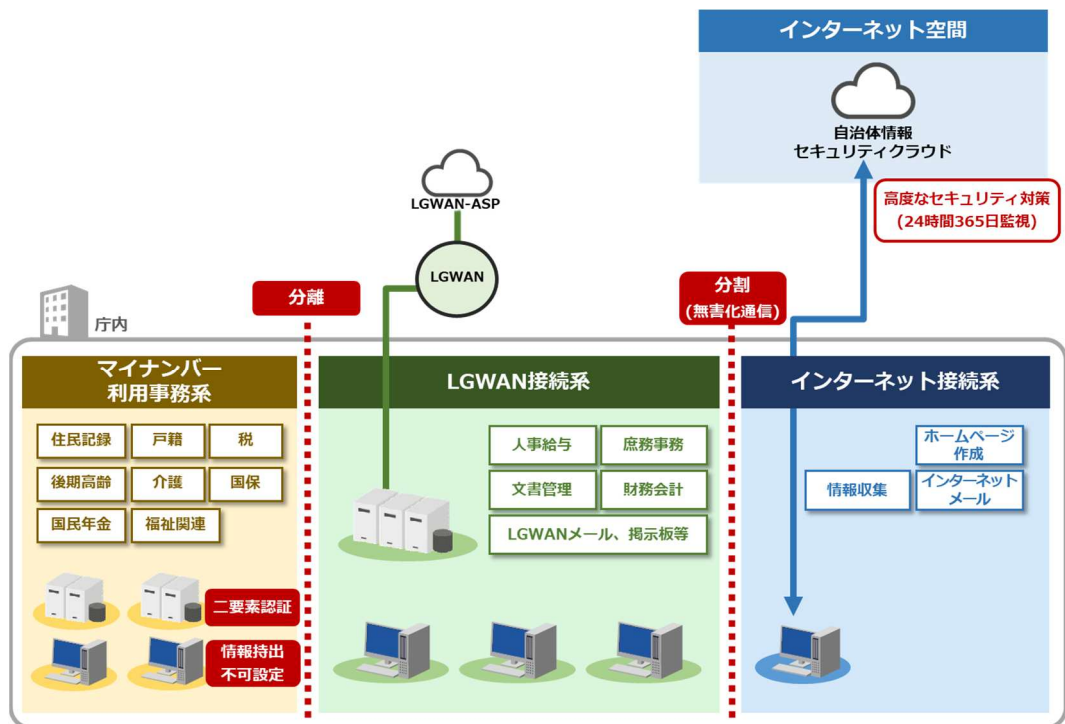 インターネット空間
自治体情報
セキュリティクラウド
高度なセキュリティ対策
(24時間365日監視)
LGWAN-ASP
LGWAN
分離
分割
(無害化通信)
庁内
マイナンバー
利用事務系
住民記録
戸籍
税
後期高齢
介護
国保
国民年金
福祉関連
二要素認証
情報持出
不可設定
LGWAN接続系
人事給与
庶務事務
文書管理
財務会計
LGWANメール、掲示板等
インターネット接続系
ホームページ
作成
情報収集
インターネット
メール